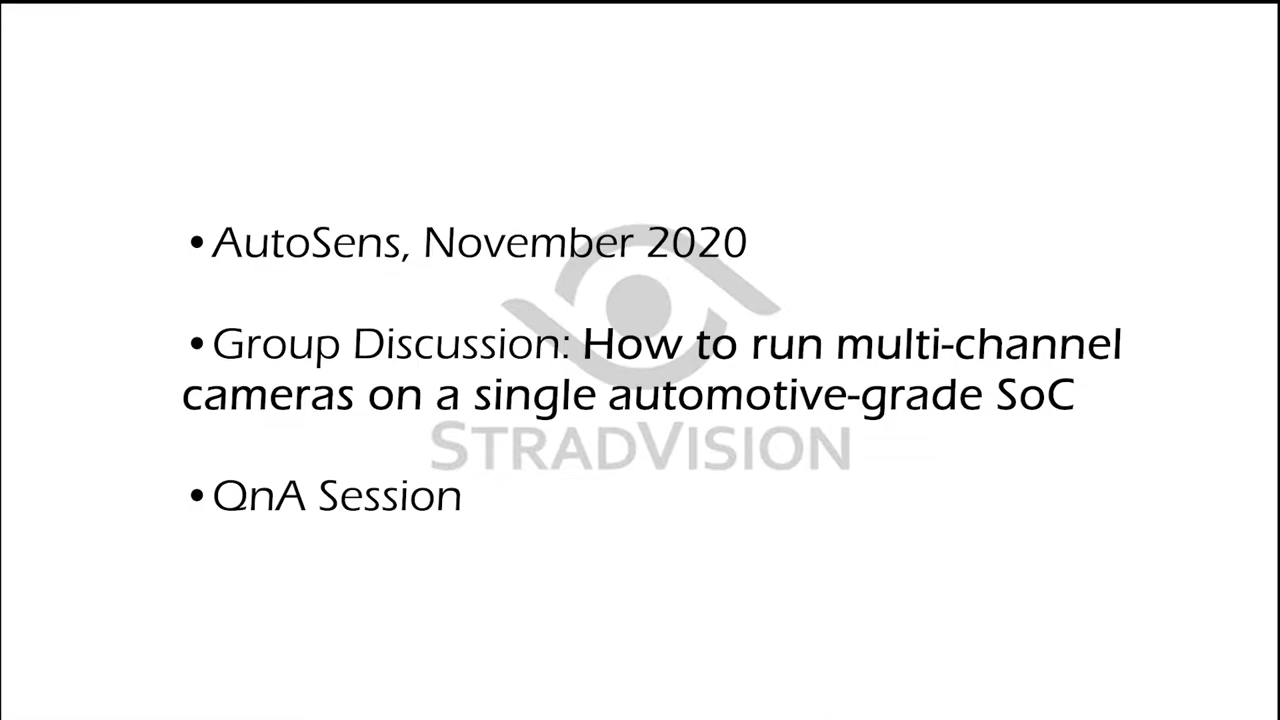 •AutoSens, November 2020
•Group Discussion: How to run multi-channel
cameras on a single automotive-grade SoC
STRADVISION
•QnA Session